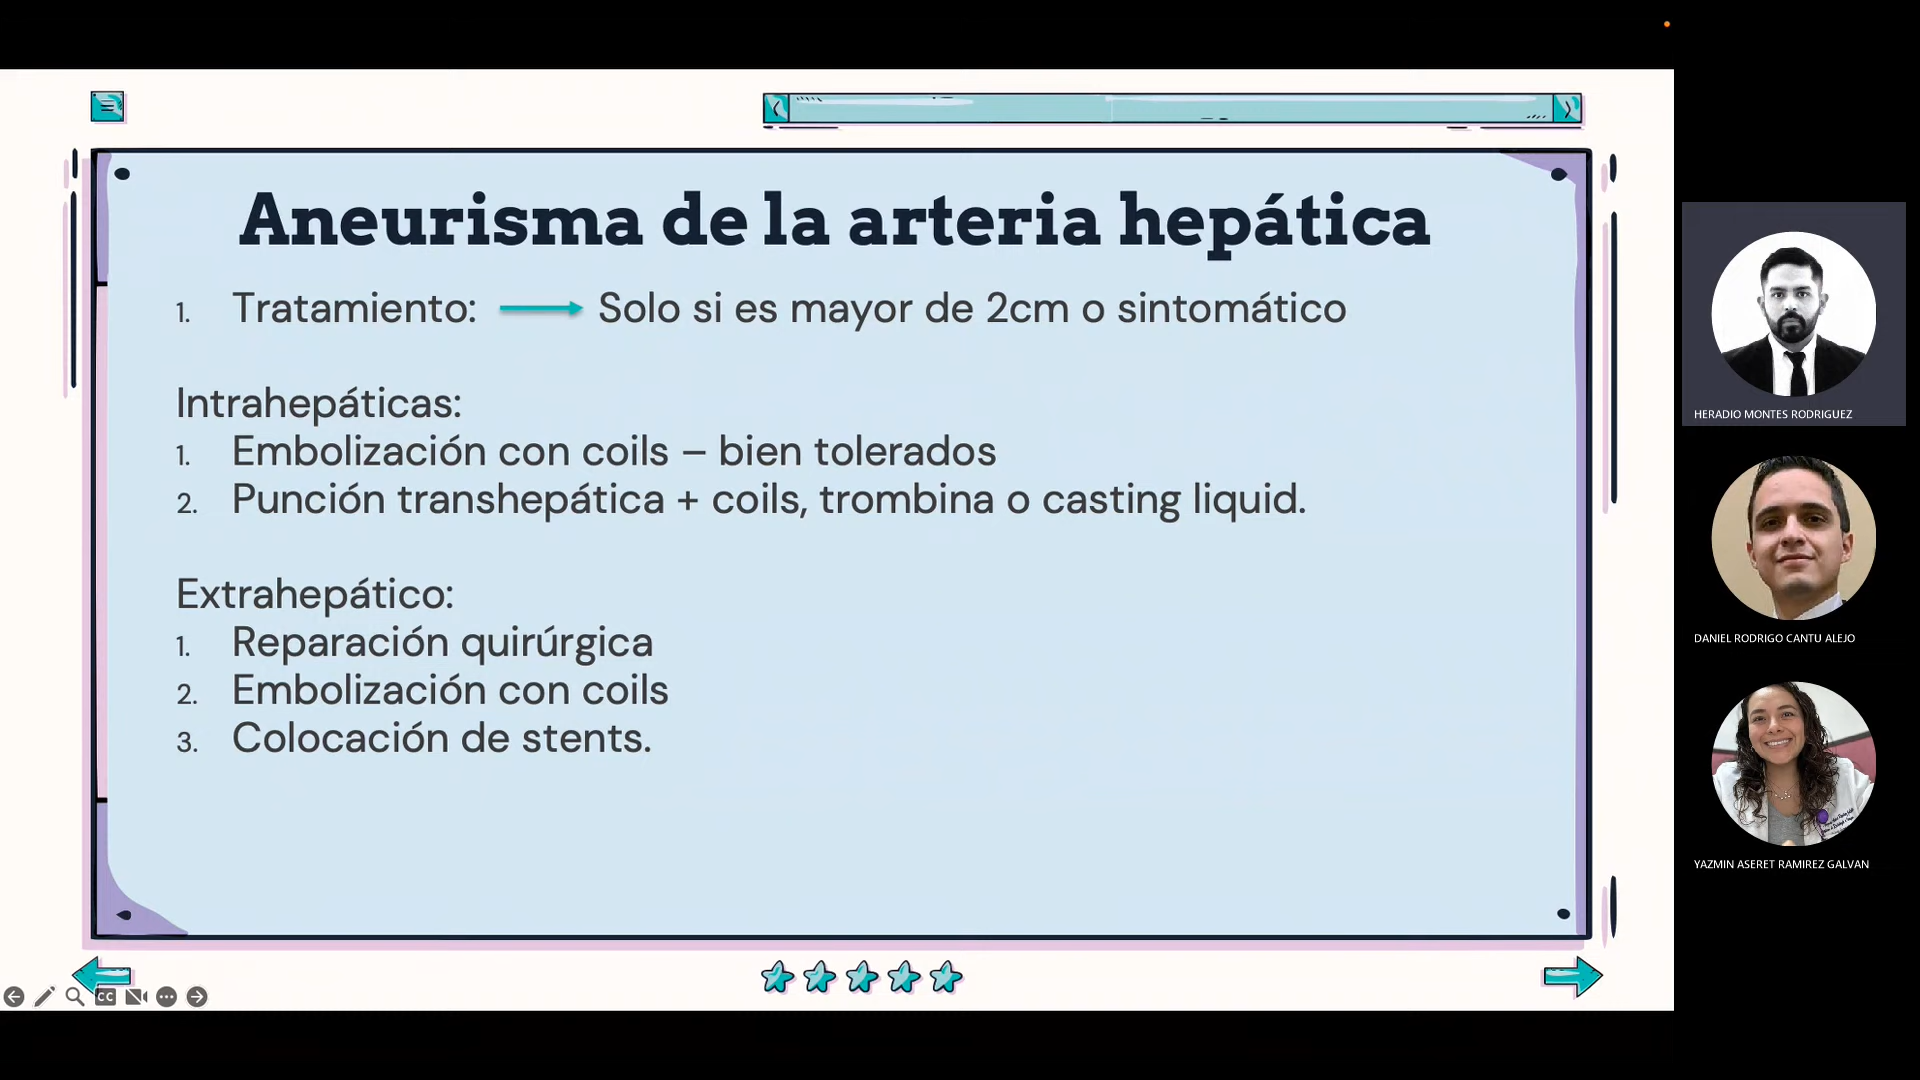 Aneurisma de la arteria hepática
1. Tratamiento: Solo si es mayor de 2cm o sintomático
Intrahepáticas:
1. Embolización con coils – bien tolerados
2. Punción transhepática + coils, trombina o casting liquid.
Extrahepático:
1. Reparación quirúrgica
2. Embolización con coils
3. Colocación de stents.
CC
HERADIO MONTES RODRIGUEZ
DANIEL RODRIGO CANTU ALEJO
YAZMIN ASERET RAMIREZ GALVAN